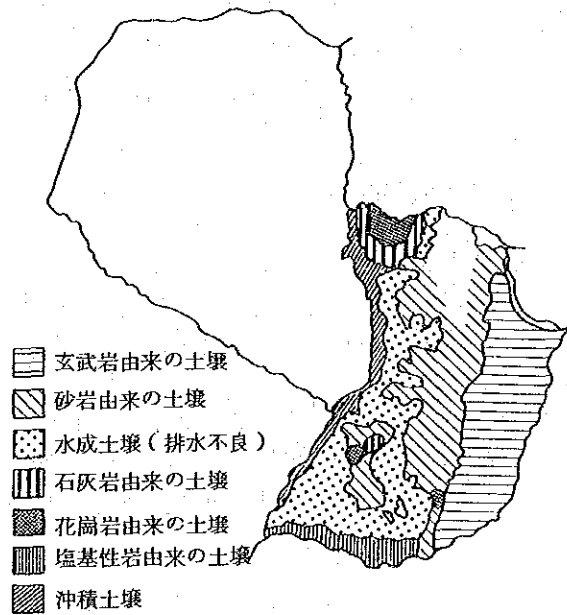 玄武岩由来の土壌
砂岩由来の土壌
水成土壌(排水不良)
石灰岩由来の土壌
花崗岩由来の土壌
塩基性岩由来の土壌
沖積土壌